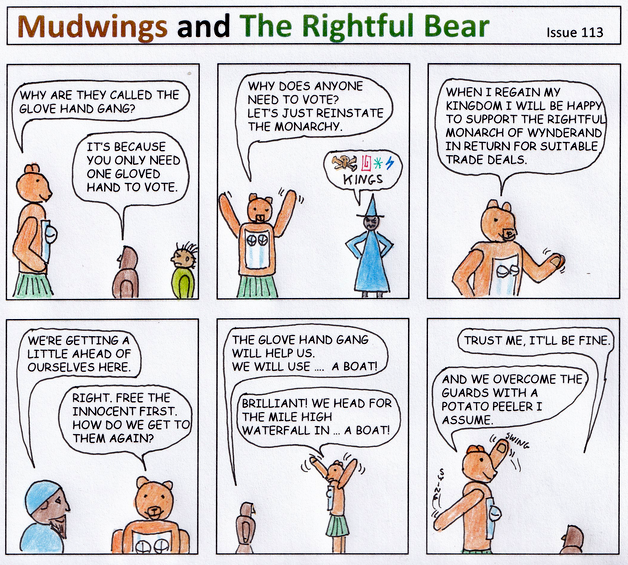 Mudwings and The Rightful Bear
Issue 113
WHY ARE THEY CALLED THE
GLOVE HAND GANG?
IT'S BECAUSE
YOU ONLY NEED
ONE GLOVED
HAND TO VOTE.
WHY DOES ANYONE
NEED TO VOTE?
LET'S JUST REINSTATE
THE MONARCHY.
KINGS
WHEN I REGAIN MY
KINGDOM I WILL BE HAPPY
TO SUPPORT THE RIGHTFUL
MONARCH OF WYNDERAND
IN RETURN FOR SUITABLE
TRADE DEALS.
WE'RE GETTING A
LITTLE AHEAD OF
OURSELVES HERE.
RIGHT. FREE THE
INNOCENT FIRST.
HOW DO WE GET TO
THEM AGAIN?
THE GLOVE HAND GANG
WILL HELP US.
WE WILL USE .... A BOAT!
BRILLIANT! WE HEAD FOR
THE MILE HIGH
WATERFALL IN ... A BOAT!
TRUST ME, IT'LL BE FINE.
AND WE OVERCOME THE
GUARDS WITH A
POTATO PEELER I
ASSUME.
SWING
SWING